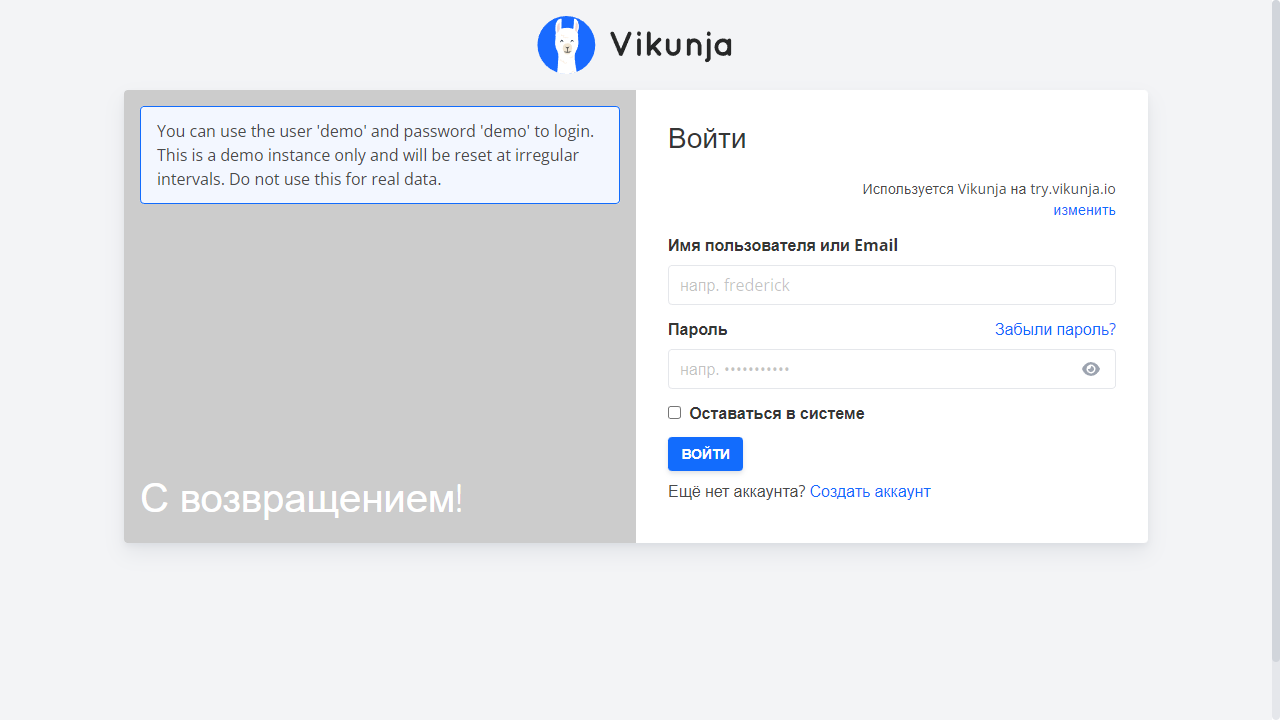 Vikunja
You can use the user 'demo' and password 'demo' to login.
This is a demo instance only and will be reset at irregular
intervals. Do not use this for real data.
С возвращением!
Войти
Используется Vikunja на try.vikunja.io
изменить
Имя пользователя или Email
напр. frederick
Пароль
Забыли пароль?
напр. •••••••••••
Оставаться в системе
ВОЙТИ
Ещё нет аккаунта? Создать аккаунт